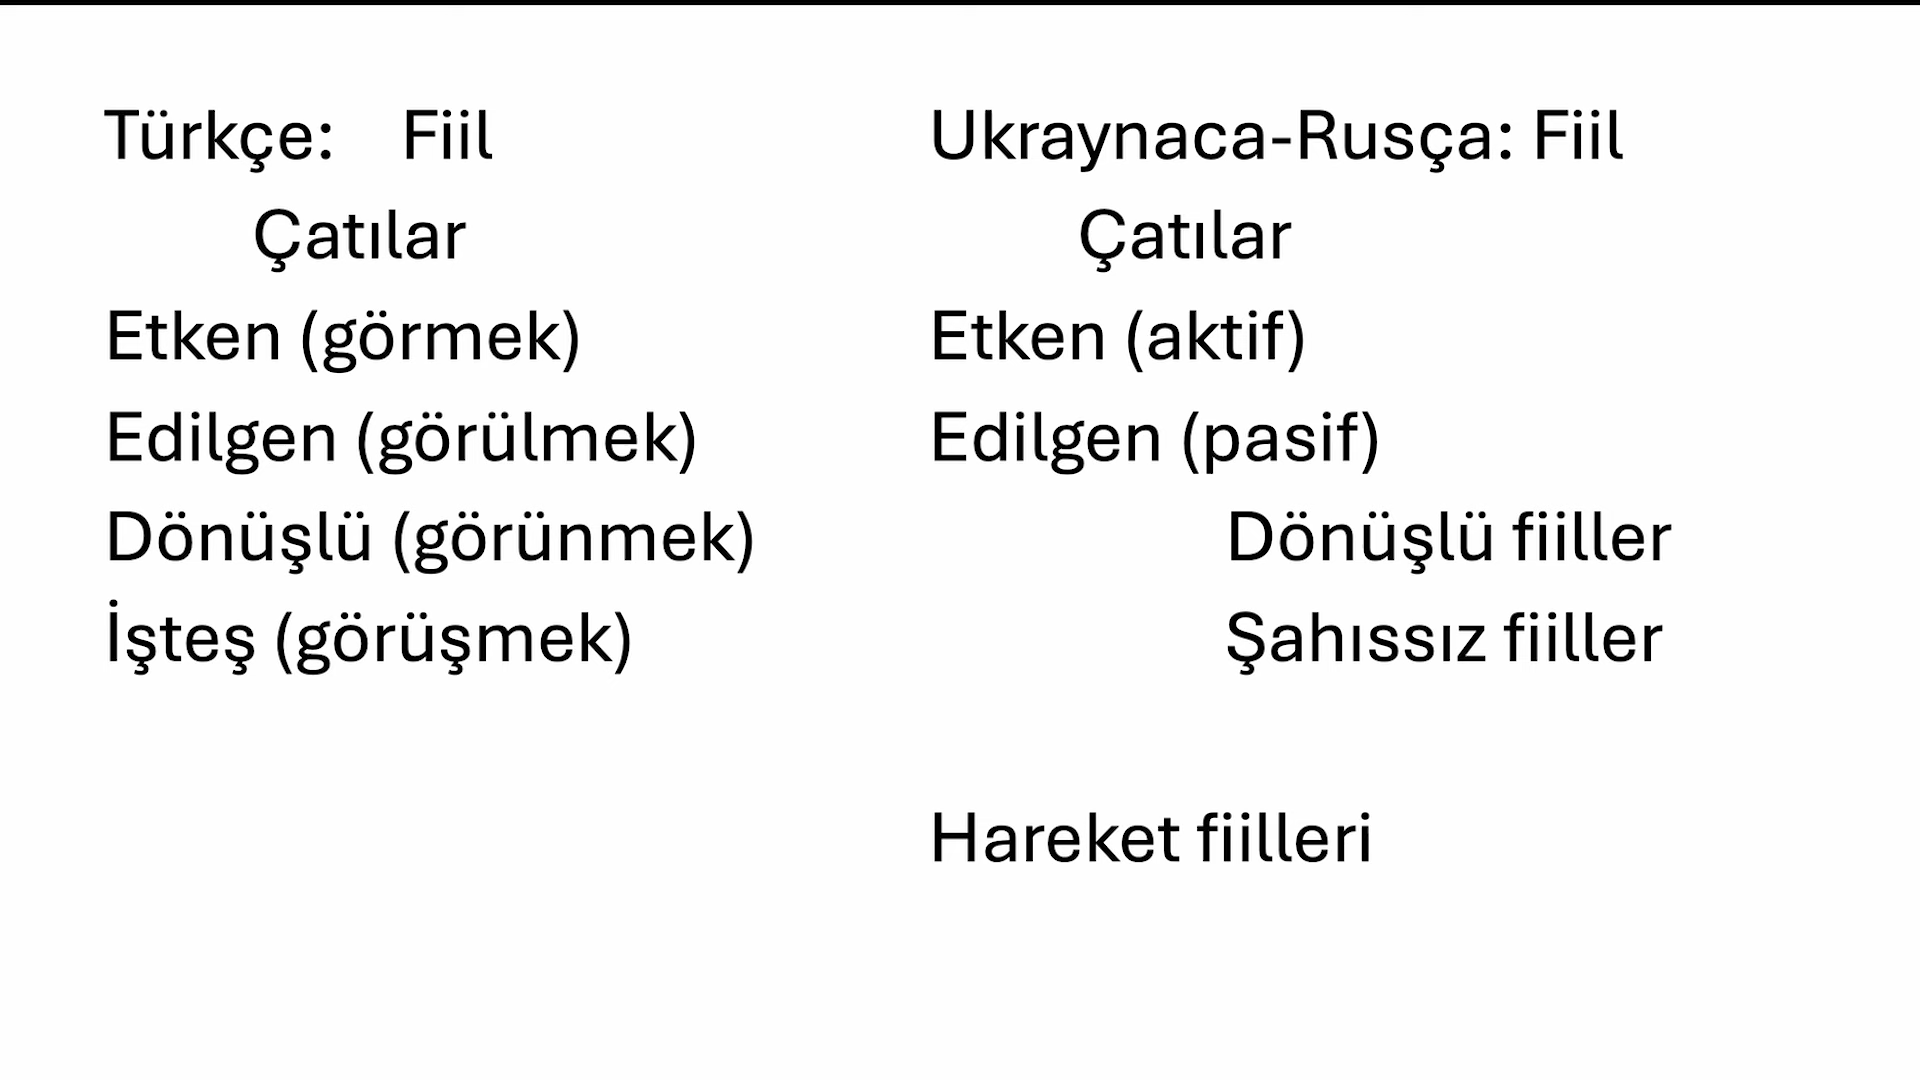 Türkçe: Fiil
Çatılar
Etken (görmek)
Edilgen (görülmek)
Dönüşlü (görünmek)
İşteş (görüşmek)
Ukraynaca-Rusça: Fiil
Çatılar
Etken (aktif)
Edilgen (pasif)
Dönüşlü fiiller
Şahıssız fiiller
Hareket fiilleri